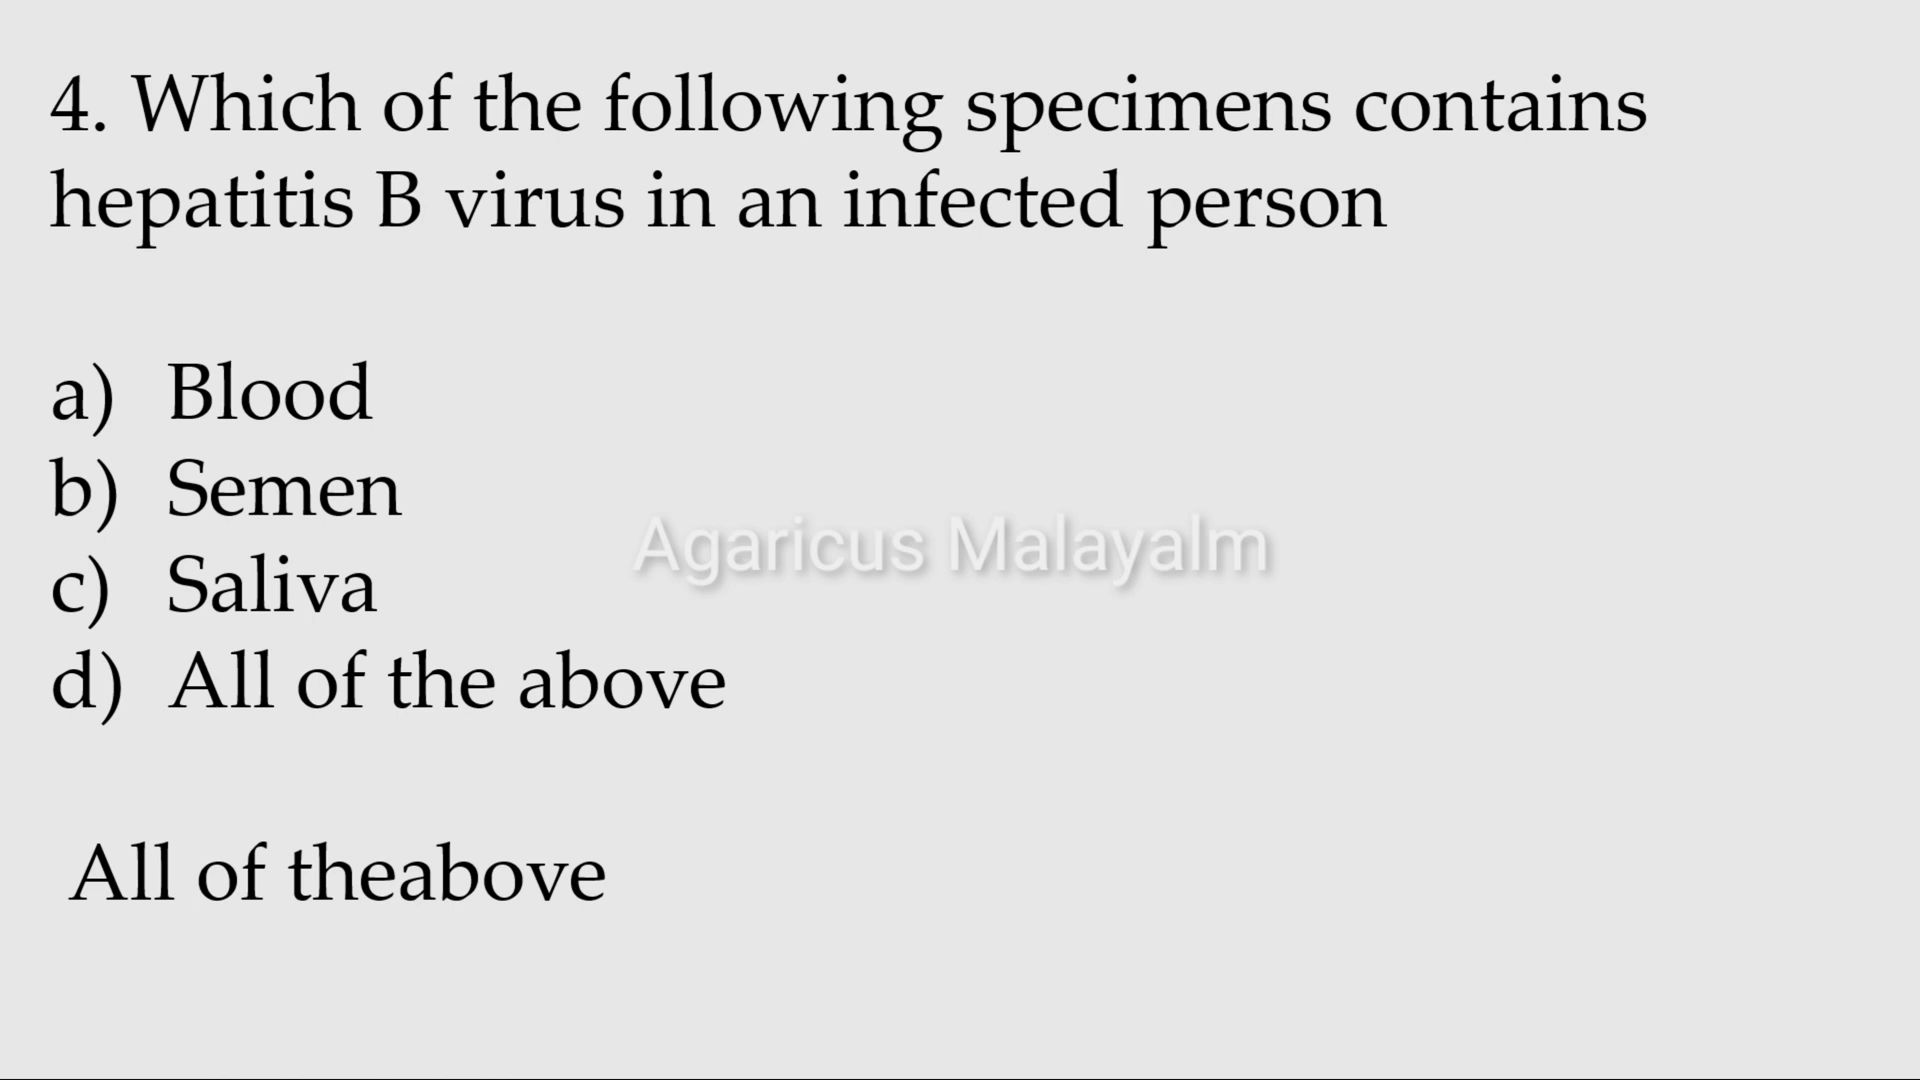 4. Which of the following specimens contains
hepatitis B virus in an infected person
a) Blood
b) Semen
Agaricus Malayalm
c) Saliva
d) All of the above
All of theabove